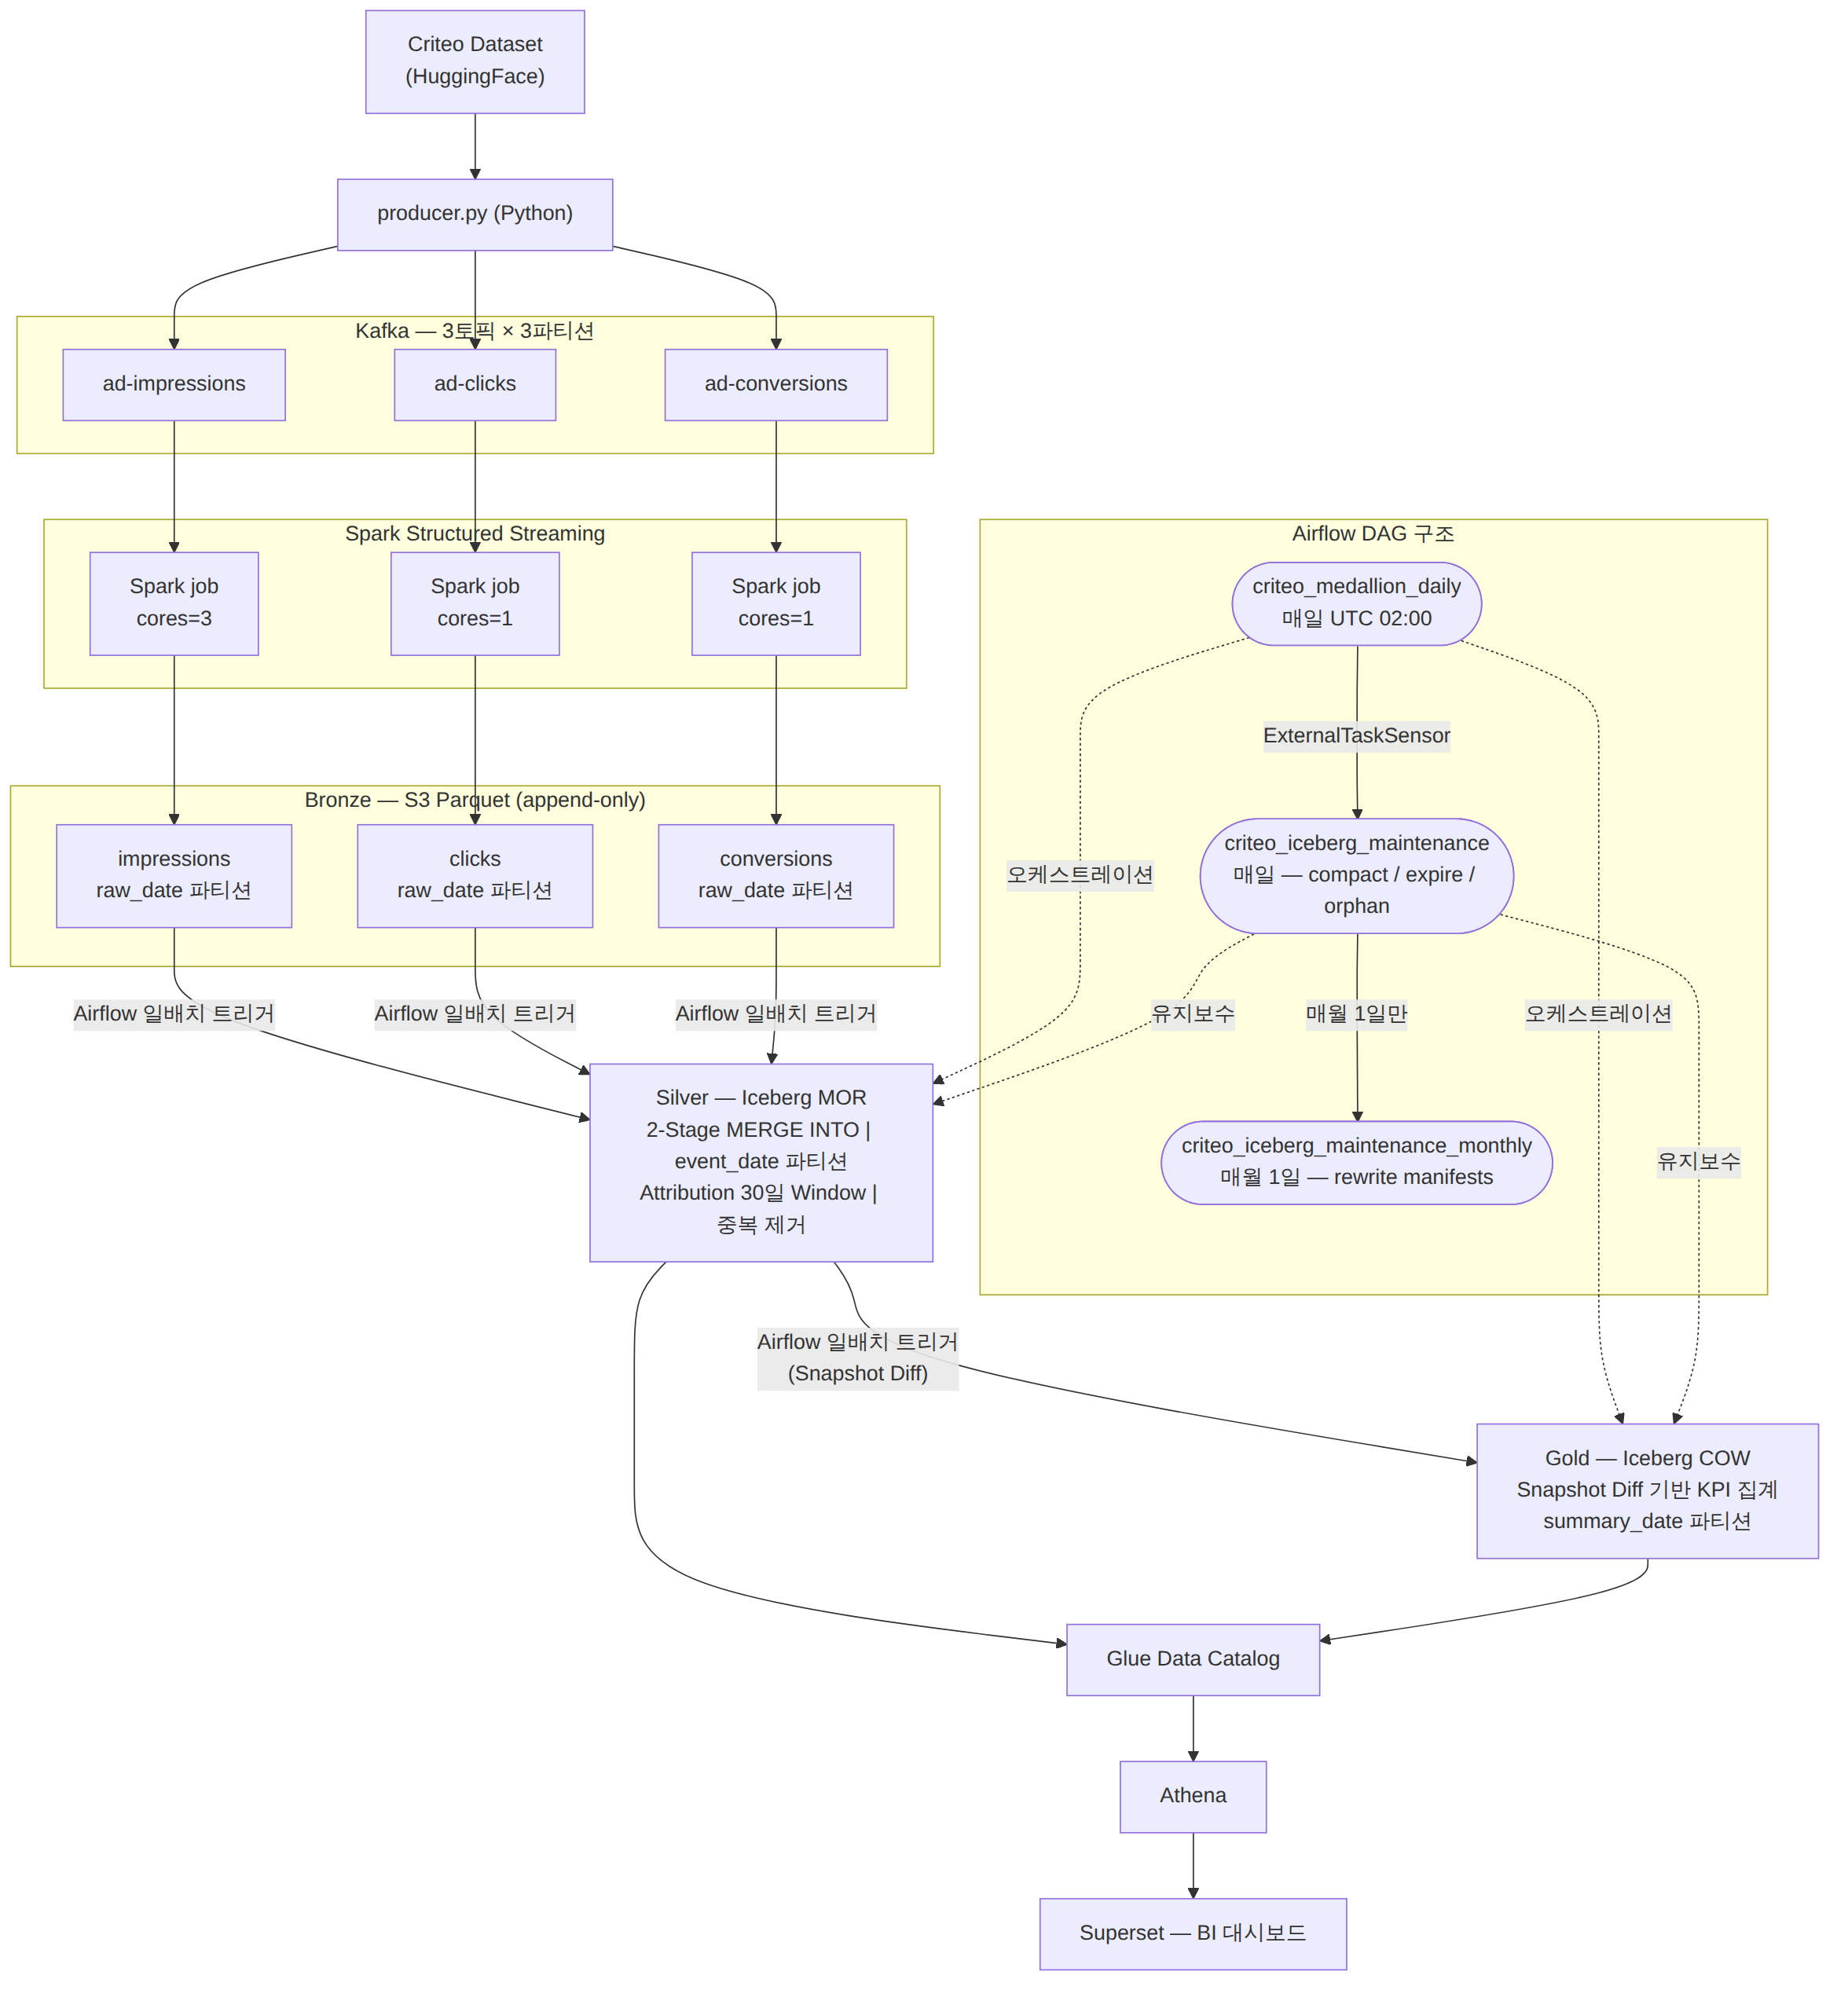 Criteo Dataset
(HuggingFace)
producer.py (Python)
Kafka — 3토픽 × 3파티션
ad-impressions
ad-clicks
ad-conversions
Spark Structured Streaming
Spark job
cores=3
Spark job
cores=1
Spark job
cores=1
Airflow DAG 구조
criteo_medallion_daily
매일 UTC 02:00
ExternalTaskSensor
Bronze — S3 Parquet (append-only)
impressions
raw_date 파티션
clicks
raw_date 파티션
conversions
raw_date 파티션
criteo_iceberg_maintenance
매일 — compact / expire /
orphan
오케스트레이션
Airflow 일배치 트리거
Airflow 일배치 트리거
Airflow 일배치 트리거
유지보수
매월 1일만
오케스트레이션
Silver — Iceberg MOR
2-Stage MERGE INTO |
event_date 파티션
Attribution 30일 Window |
중복 제거
criteo_iceberg_maintenance_monthly
매월 1일 — rewrite manifests
유지보수
Airflow 일배치 트리거
(Snapshot Diff)
Gold — Iceberg COW
Snapshot Diff 기반 KPI 집계
summary_date 파티션
Glue Data Catalog
Athena
Superset — BI 대시보드